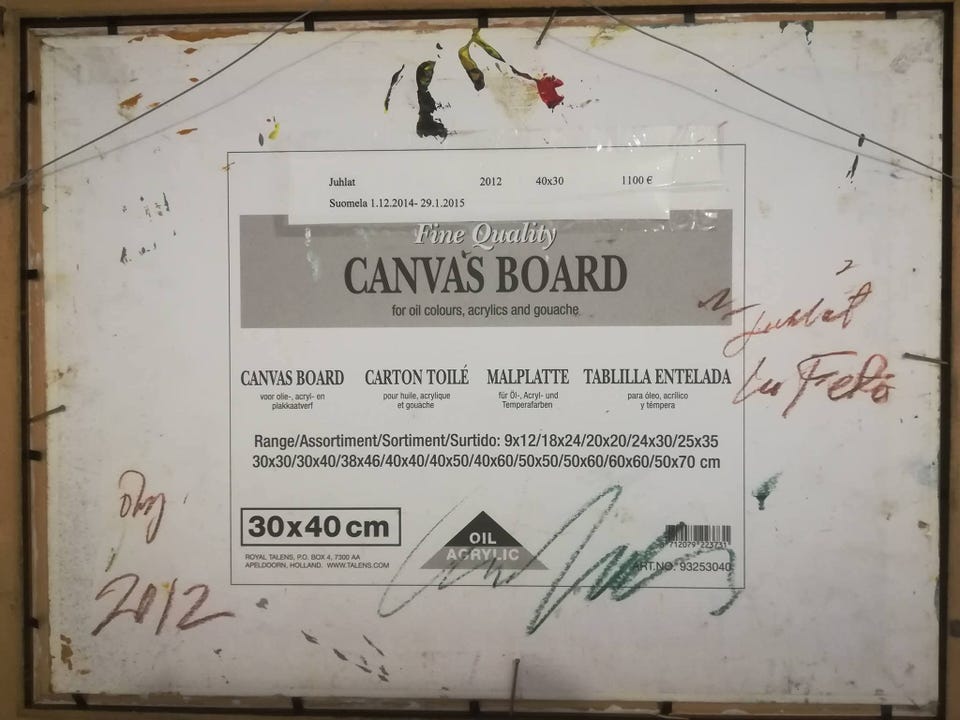 Juhlat 2012 40x30 1100 €
Suomela 1.12.2014- 29.1.2015
Fine Quality
CANVAS BOARD
for oil colours, acrylics and gouache
Juhlat
CANVAS BOARD CARTON TOILÉ MALPLATTE TABLILLA ENTELADA
voor olie-, acryl- en pour huile, acrylique für Öl-, Acryl- und para óleo, acrílico
plakkaatverf et gouache Temperafarben y témpera
Range/Assortiment/Sortiment/Surtido: 9x12/18x24/20x20/24x30/25x35
30x30/30x40/38x46/40x40/40x50/40x60/50x50/50x60/60x60/50x70 cm
30x40 cm
OIL
ACRYLIC
ROYAL TALENS, P.O. BOX 4, 7300 AA
APELDOORN, HOLLAND. WWW.TALENS.COM
8712079 223731
ART.NO. 93253040
2012